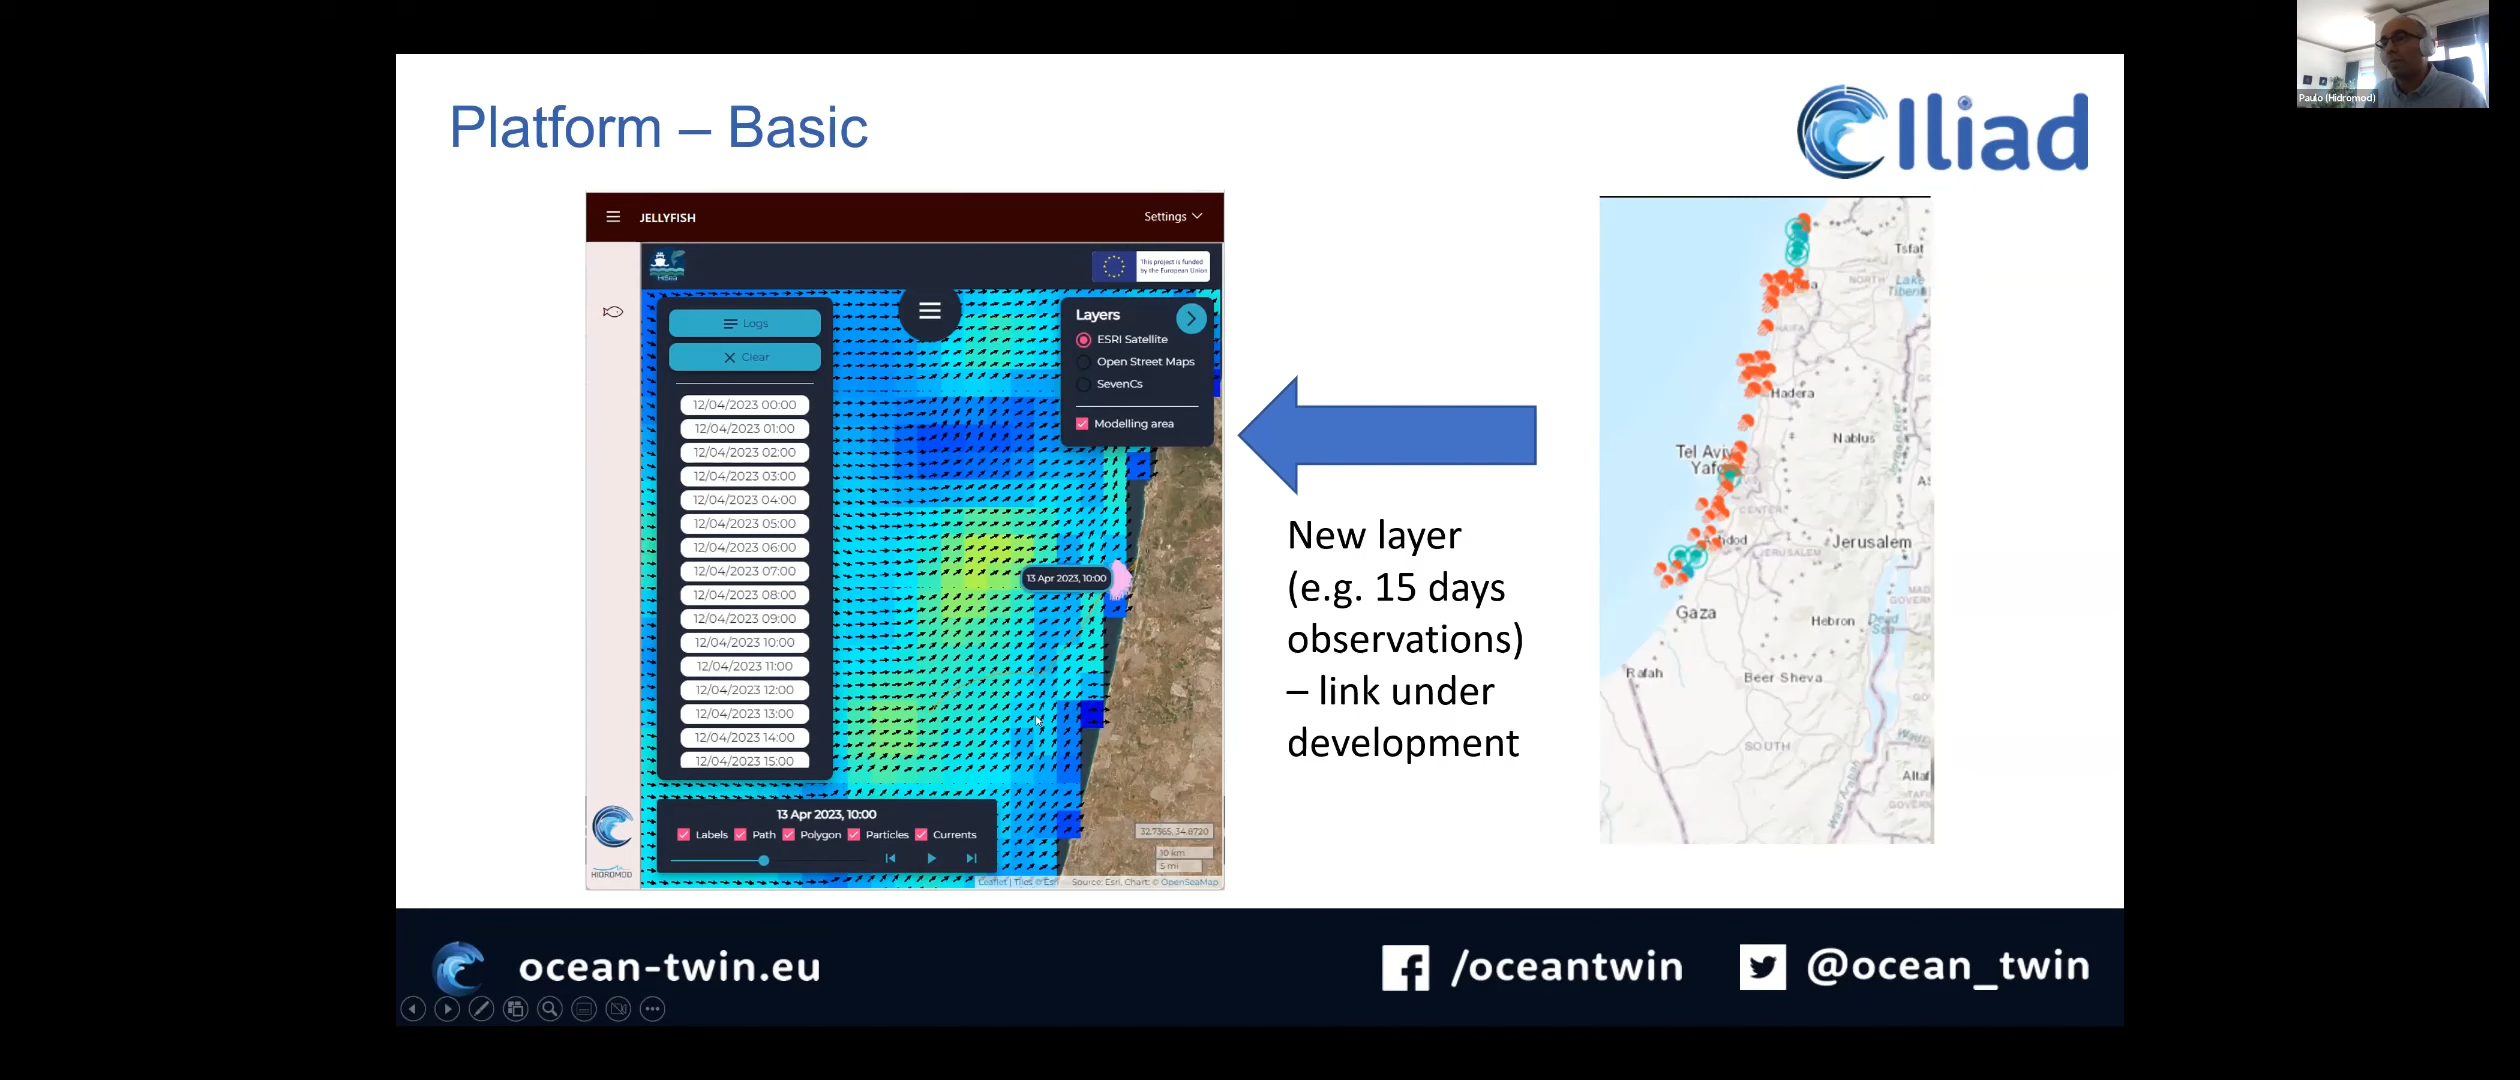 Paulo (Hidromod)
Platform – Basic
Iliad
JELLYFISH
Settings
HiSea
This project is funded
by the European Union
Logs
Clear
12/04/2023 00:00
12/04/2023 01:00
12/04/2023 02:00
12/04/2023 03:00
12/04/2023 04:00
12/04/2023 05:00
12/04/2023 06:00
12/04/2023 07:00
12/04/2023 08:00
12/04/2023 09:00
12/04/2023 10:00
12/04/2023 11:00
12/04/2023 12:00
12/04/2023 13:00
12/04/2023 14:00
12/04/2023 15:00
Layers
ESRI Satellite
Open Street Maps
SevenCs
Modelling area
13 Apr 2023, 10:00
13 Apr 2023, 10:00
Labels Path Polygon Particles Currents
32.7365, 34.8720
10 km
5 mi
Leaflet | Tiles © Esri Source: Esri, Chart: © OpenSeaMap
HIDROMOD
New layer
(e.g. 15 days
observations)
– link under
development
Tsfat
NORTH
Lake
HAIFA
Hadera
Nablus
Tel Aviv
CENTER
Jerusalem
JERUSALEM
Gaza
Hebron
Dead
Sea
Rafah
Beer Sheva
SOUTH
Wadi Arabah
ocean-twin.eu
/oceantwin
@ocean_twin